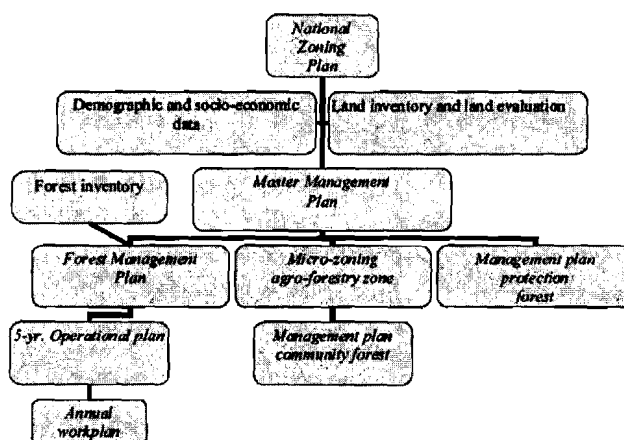 National
Zoning
Plan
Demographic and socio-economic
data
Land inventory and land evaluation
Forest inventory
Master Management
Plan
Forest Management
Plan
Micro-zoning
agro-forestry zone
Management plan
protection
forest
5-yr. Operational plan
Management plan
community forest
Annual
workplan